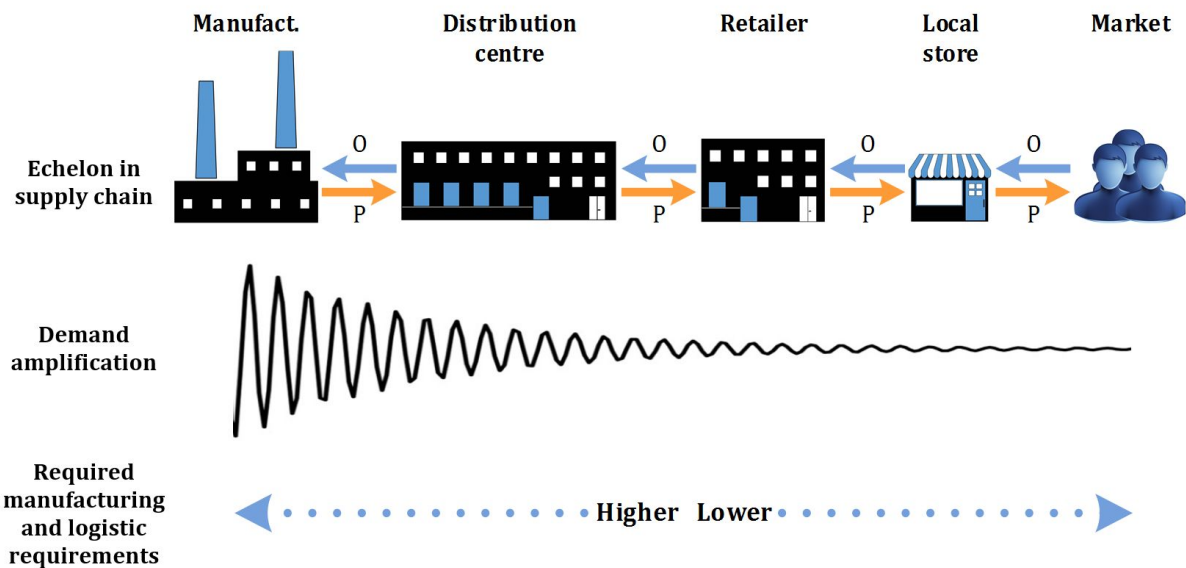 Manufact.
Distribution
centre
Retailer
Local
store
Market
Echelon in
supply chain
O
O
O
O
P
P
P
P
Demand
amplification
Required
manufacturing
and logistic
requirements
Higher Lower